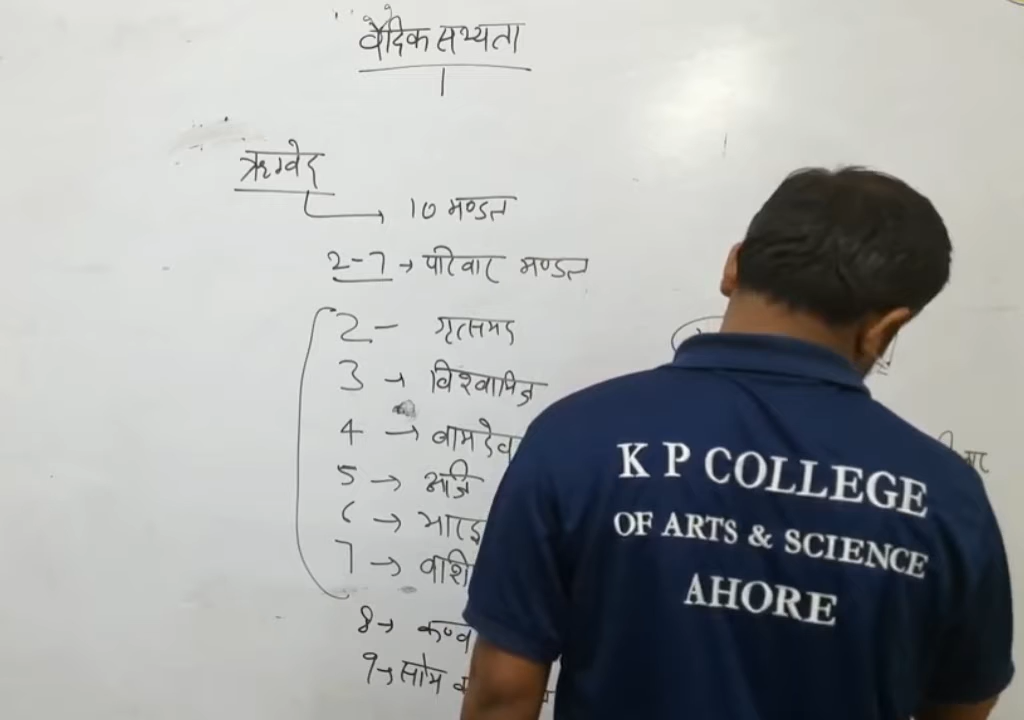 वैदिक सभ्यता
ऋग्वेद
10 मण्डल
2-7 → परिवार मण्डल
2- गृत्समद
3 → विश्वामित्र
4 → वामदेव
5 → अत्रि
6 →
7 →
8 → कण्व
9 → सोम
K P COLLEGE
OF ARTS & SCIENCE
AHORE